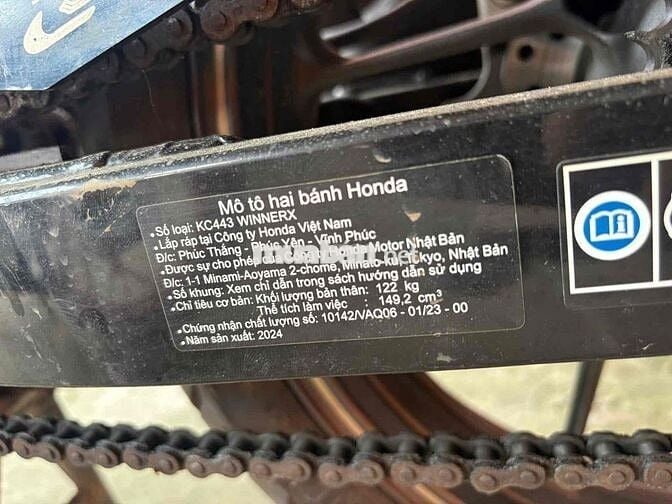 Mô tô hai bánh Honda
• Số loại: KC443 WINNERX
• Lắp ráp tại Công ty Honda Việt Nam
Đ/c: Phúc Thắng - Phúc Yên - Vĩnh Phúc
• Được sự cho phép của Honda Motor Nhật Bản
Đ/c: 1-1 Minami-Aoyama 2-chome, Minato-ku, Tokyo, Nhật Bản
• Số khung: Xem chỉ dẫn trong sách hướng dẫn sử dụng
• Chỉ tiêu cơ bản: Khối lượng bản thân: 122 kg
Thể tích làm việc : 149,2 cm³
• Chứng nhận chất lượng số: 10142/VAQ06 - 01/23 - 00
• Năm sản xuất: 2024